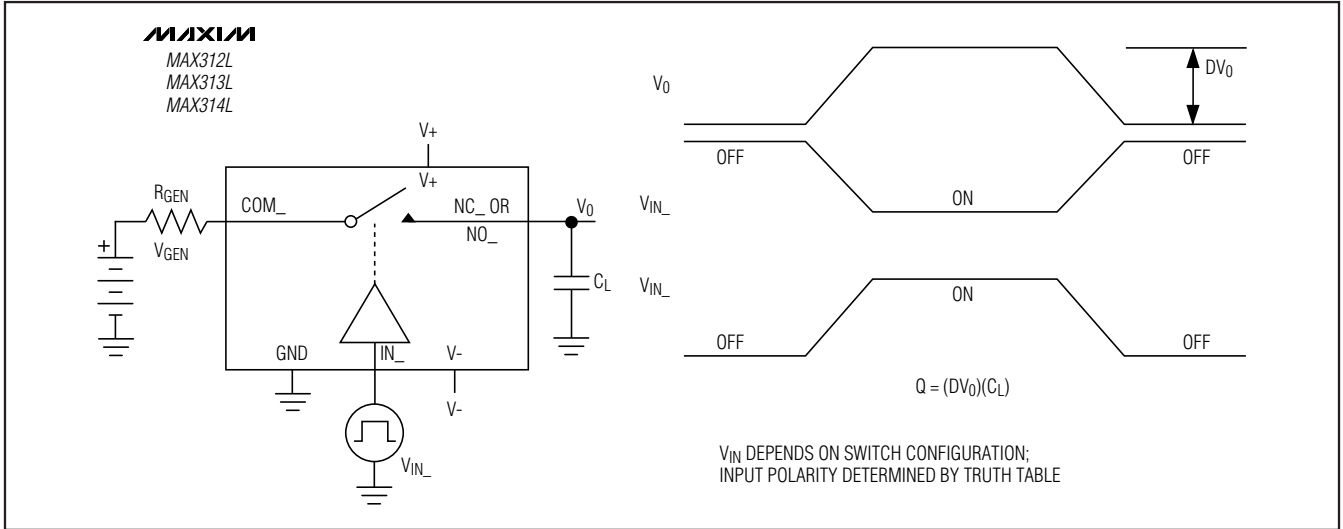 MAXIM
MAX312L
MAX313L
MAX314L
V+
V+
RGEN
VGEN
COM_
NC_ OR
NO_
V0
CL
+
GND
IN_
V-
V-
VIN_
V0
DV0
OFF
OFF
VIN_
ON
VIN_
ON
OFF
OFF
Q = (DV0)(CL)
VIN DEPENDS ON SWITCH CONFIGURATION;
INPUT POLARITY DETERMINED BY TRUTH TABLE